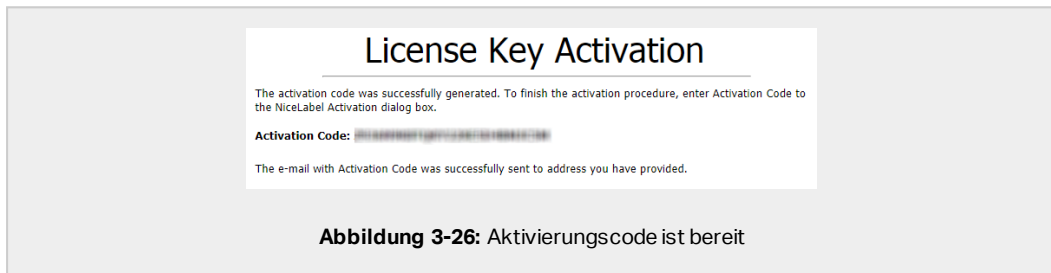 License Key Activation
The activation code was successfully generated. To finish the activation procedure, enter Activation Code to
the NiceLabel Activation dialog box.
Activation Code:
The e-mail with Activation Code was successfully sent to address you have provided.
Abbildung 3-26: Aktivierungscode ist bereit